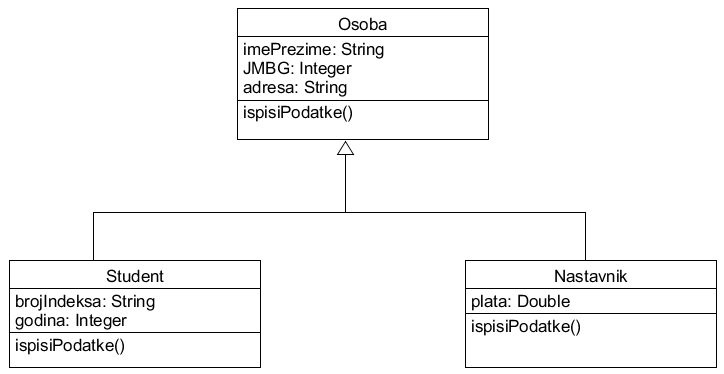 Osoba
imePrezime: String
JMBG: Integer
adresa: String
ispisiPodatke()
Student
brojIndeksa: String
godina: Integer
ispisiPodatke()
Nastavnik
plata: Double
ispisiPodatke()